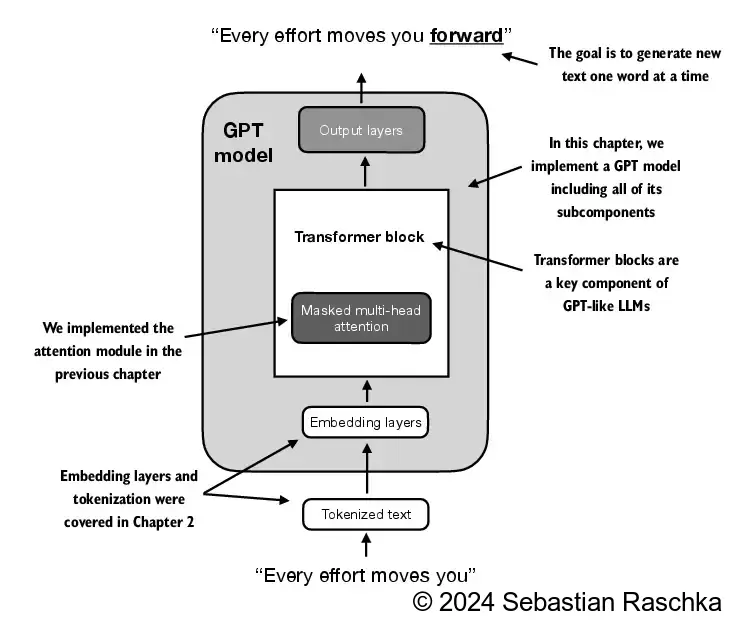 “Every effort moves you forward”
The goal is to generate new
text one word at a time
GPT
model
Output layers
In this chapter, we
implement a GPT model
including all of its
subcomponents
Transformer block
Transformer blocks are
a key component of
GPT-like LLMs
Masked multi-head
attention
We implemented the
attention module in the
previous chapter
Embedding layers
Embedding layers and
tokenization were
covered in Chapter 2
Tokenized text
“Every effort moves you”
© 2024 Sebastian Raschka